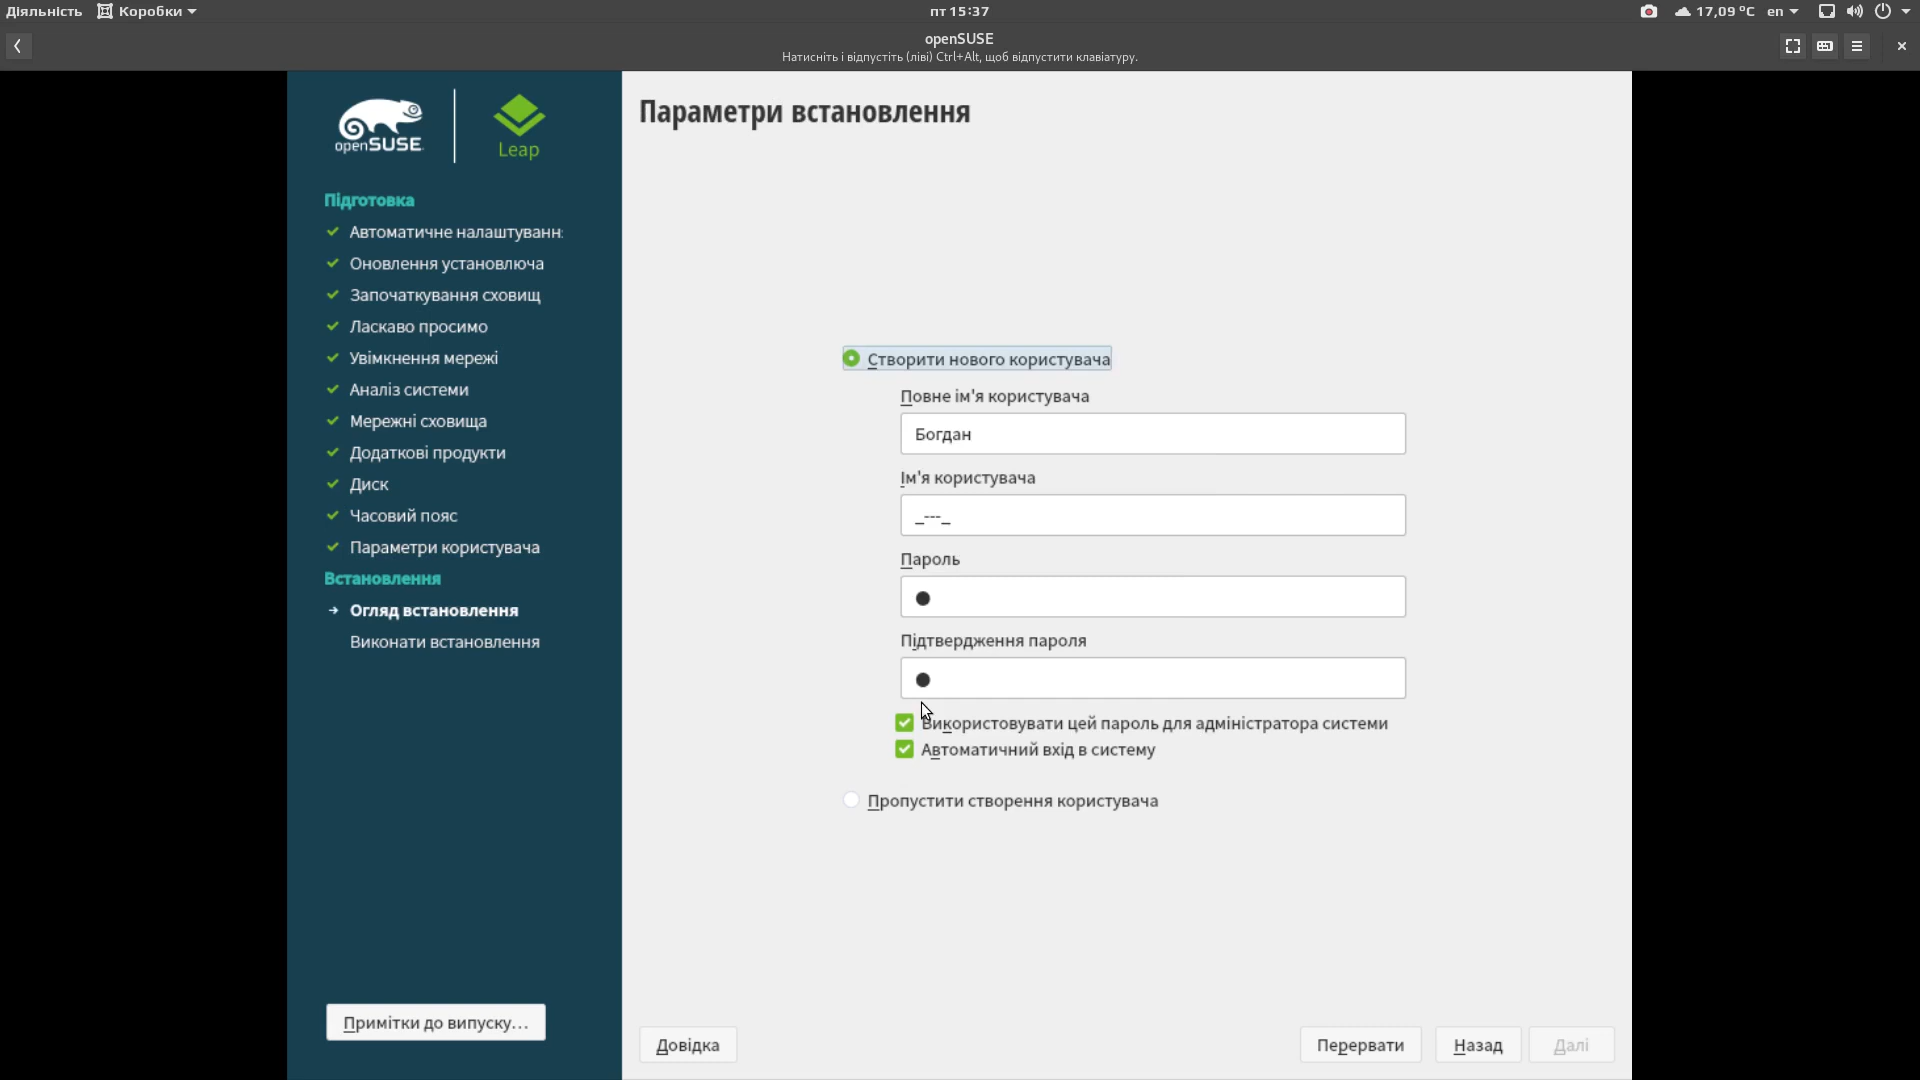 Діяльність Коробки пт 15:37 17,09 °C en
openSUSE
Натисніть і відпустіть (ліві) Ctrl+Alt, щоб відпустити клавіатуру.
openSUSE Leap
Підготовка
Автоматичне налаштуванн
Оновлення установлюча
Започаткування сховищ
Ласкаво просимо
Увімкнення мережі
Аналіз системи
Мережні сховища
Додаткові продукти
Диск
Часовий пояс
Параметри користувача
Встановлення
Огляд встановлення
Виконати встановлення
Примітки до випуску…
Параметри встановлення
Створити нового користувача
Повне ім'я користувача
Богдан
Ім'я користувача
_---_
Пароль
Підтвердження пароля
Використовувати цей пароль для адміністратора системи
Автоматичний вхід в систему
Пропустити створення користувача
Довідка Перервати Назад Далі